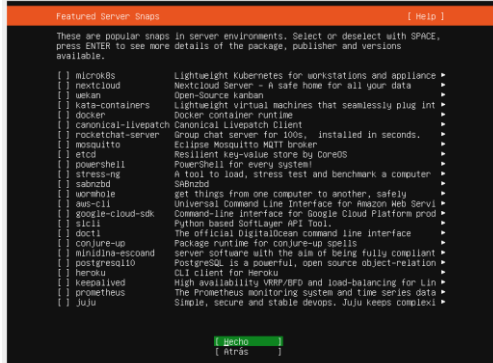 Featured Server Snaps [ Help ]
These are popular snaps in server environments. Select or deselect with SPACE,
press ENTER to see more details of the package, publisher and versions
available.
[ ] microk8s Lightweight Kubernetes for workstations and appliance ▸
[ ] nextcloud Nextcloud Server - A safe home for all your data ▸
[ ] wekan Open-Source kanban ▸
[ ] kata-containers Lightweight virtual machines that seamlessly plug int ▸
[ ] docker Docker container runtime ▸
[ ] canonical-livepatch Canonical Livepatch Client ▸
[ ] rocketchat-server Group chat server for 100s, installed in seconds. ▸
[ ] mosquitto Eclipse Mosquitto MQTT broker ▸
[ ] etcd Resilient key-value store by CoreOS ▸
[ ] powershell PowerShell for every system! ▸
[ ] stress-ng A tool to load, stress test and benchmark a computer ▸
[ ] sabnzbd SABnzbd ▸
[ ] wormhole get things from one computer to another, safely ▸
[ ] aws-cli Universal Command Line Interface for Amazon Web Servi ▸
[ ] google-cloud-sdk Command-line interface for Google Cloud Platform prod ▸
[ ] slcli Python based SoftLayer API Tool. ▸
[ ] doctl The official DigitalOcean command line interface ▸
[ ] conjure-up Package runtime for conjure-up spells ▸
[ ] minidlna-escoand server software with the aim of being fully compliant ▸
[ ] postgresql10 PostgreSQL is a powerful, open source object-relation ▸
[ ] heroku CLI client for Heroku ▸
[ ] keepalived High availability VRRP/BFD and load-balancing for Lin ▸
[ ] prometheus The Prometheus monitoring system and time series data ▸
[ ] juju Simple, secure and stable devops. Juju keeps complexi ▸
[ Hecho ]
[ Atrás ]